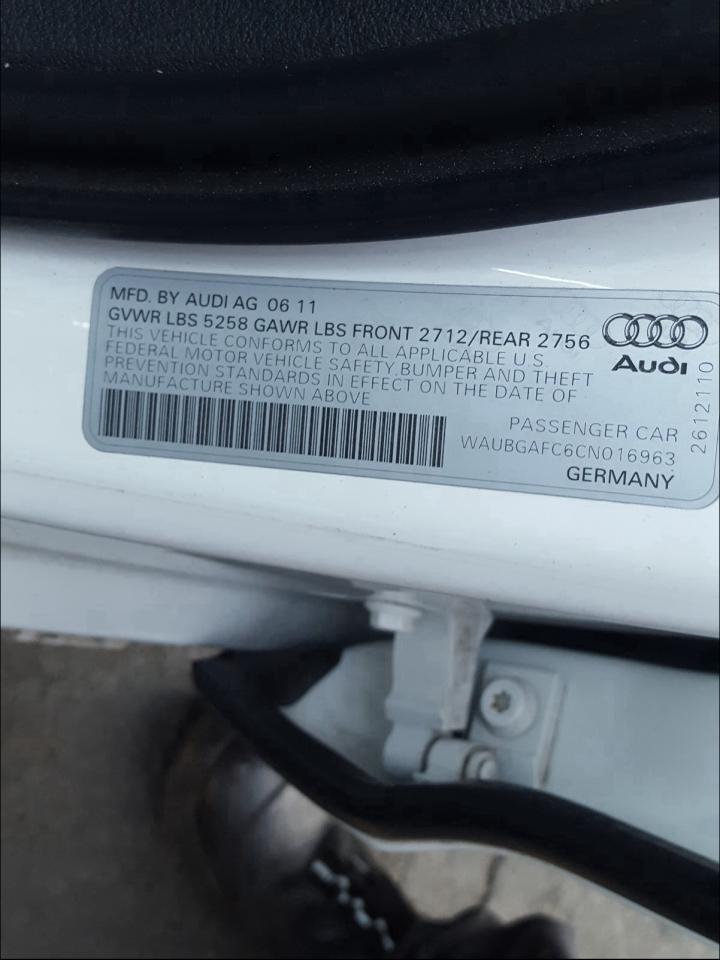 MFD. BY AUDI AG 06 11
GVWR LBS 5258 GAWR LBS FRONT 2712/REAR 2756
THIS VEHICLE CONFORMS TO ALL APPLICABLE U S
FEDERAL MOTOR VEHICLE SAFETY, BUMPER AND THEFT
PREVENTION STANDARDS IN EFFECT ON THE DATE OF
MANUFACTURE SHOWN ABOVE
Audi
PASSENGER CAR
WAUBGAFC6CN016963
GERMANY
2612110